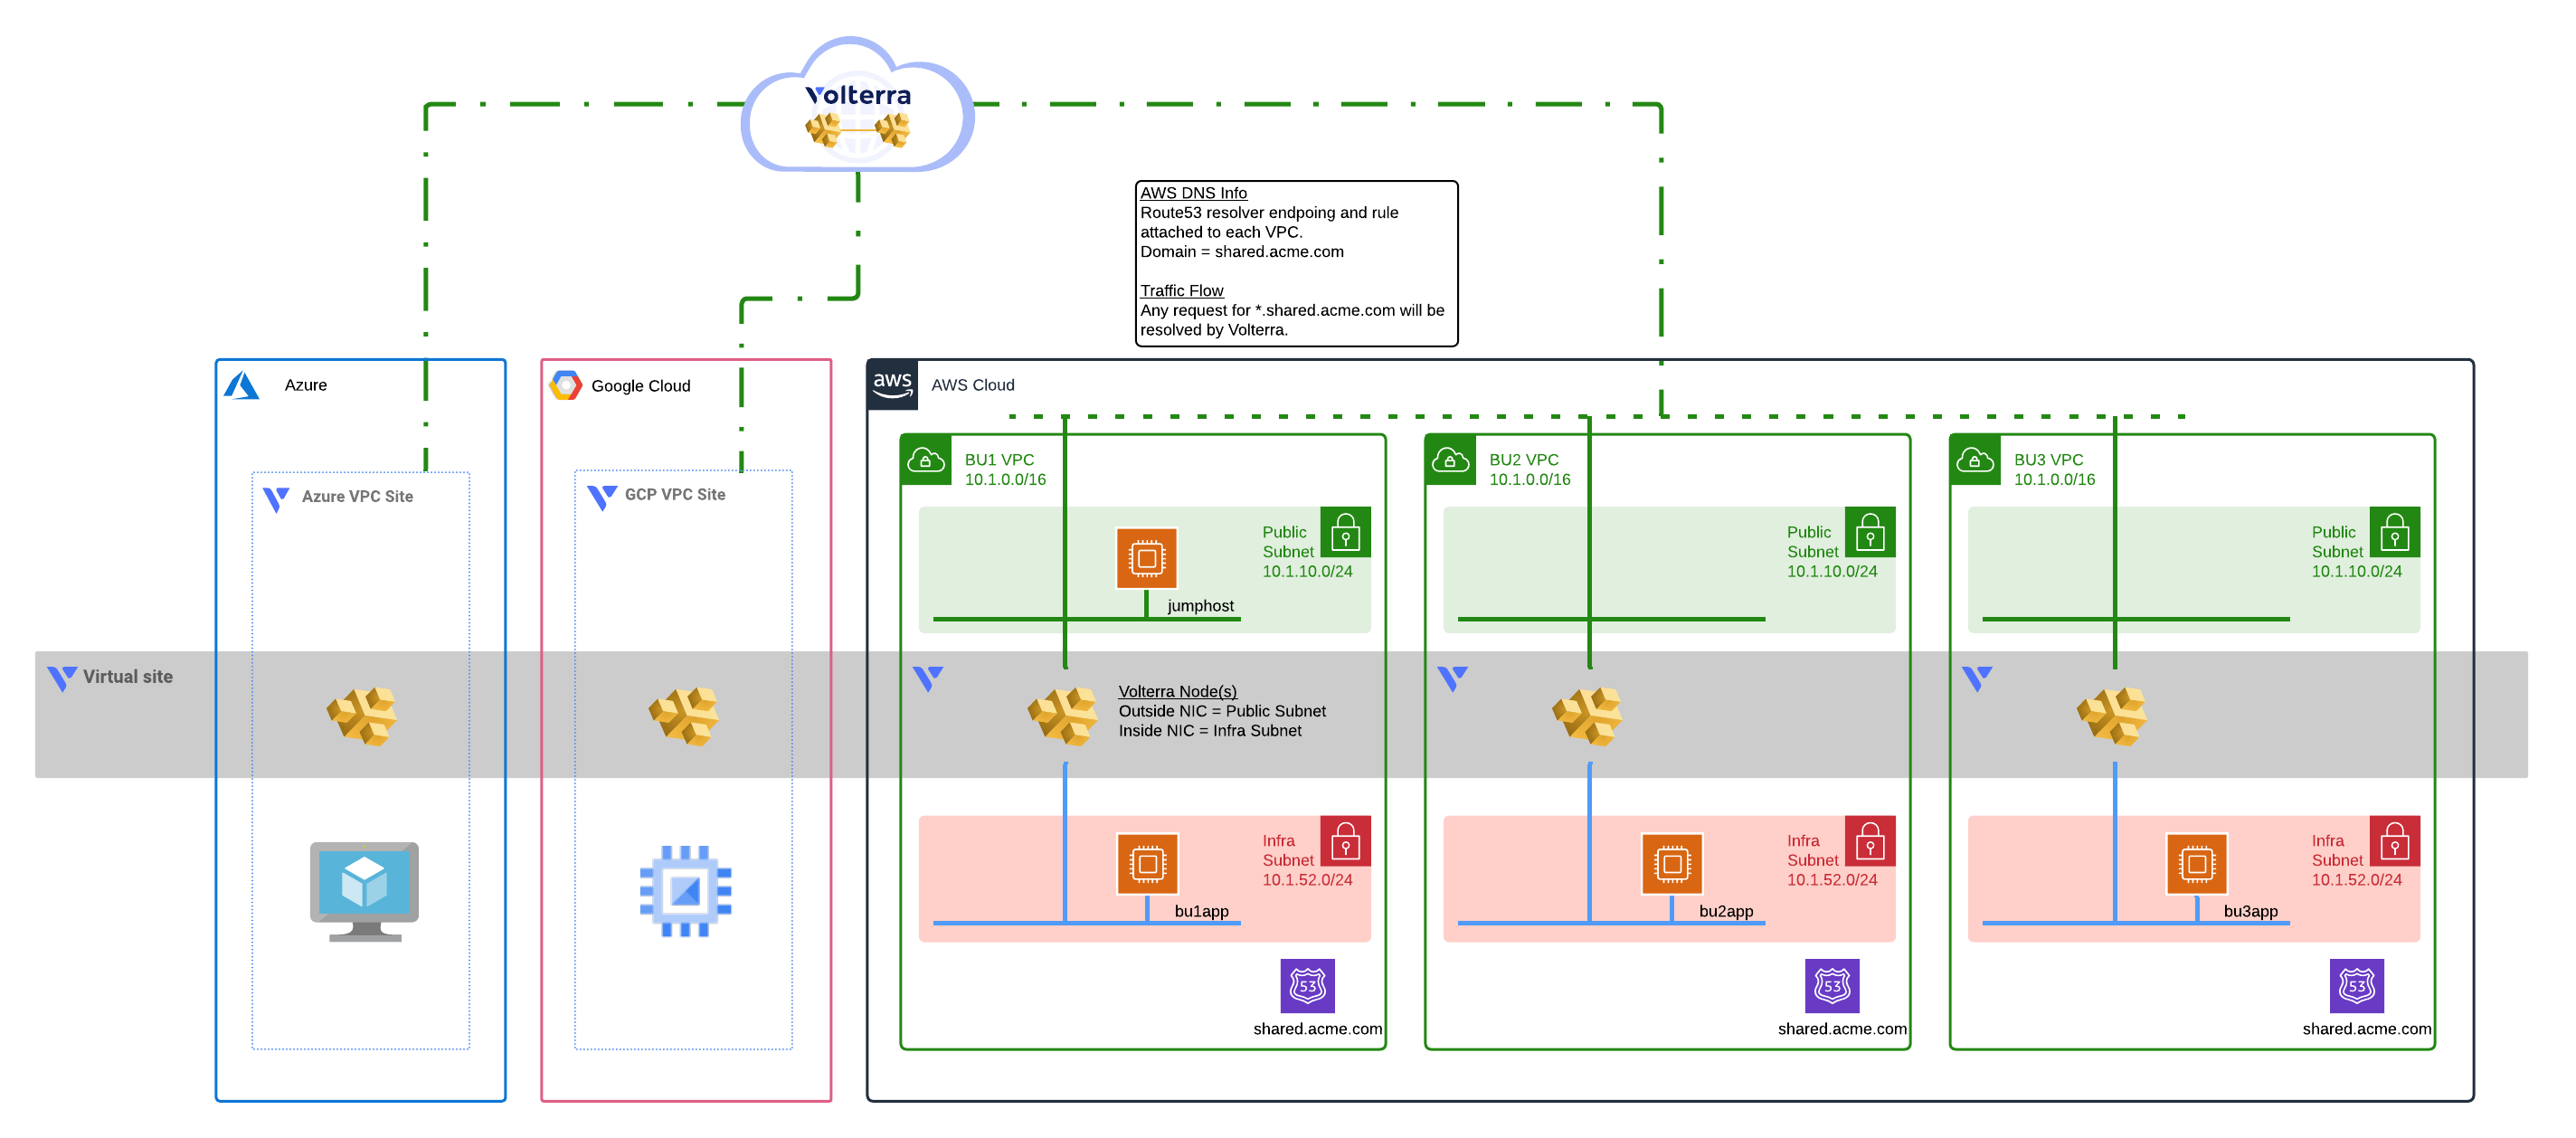 Volterra
AWS DNS Info
Route53 resolver endpoing and rule
attached to each VPC.
Domain = shared.acme.com
Traffic Flow
Any request for *.shared.acme.com will be
resolved by Volterra.
Azure
Google Cloud
aws
AWS Cloud
Azure VPC Site
GCP VPC Site
BU1 VPC
10.1.0.0/16
BU2 VPC
10.1.0.0/16
BU3 VPC
10.1.0.0/16
Public
Subnet
10.1.10.0/24
jumphost
Public
Subnet
10.1.10.0/24
Public
Subnet
10.1.10.0/24
Virtual site
Volterra Node(s)
Outside NIC = Public Subnet
Inside NIC = Infra Subnet
Infra
Subnet
10.1.52.0/24
bu1app
Infra
Subnet
10.1.52.0/24
bu2app
Infra
Subnet
10.1.52.0/24
bu3app
53
shared.acme.com
53
shared.acme.com
53
shared.acme.com